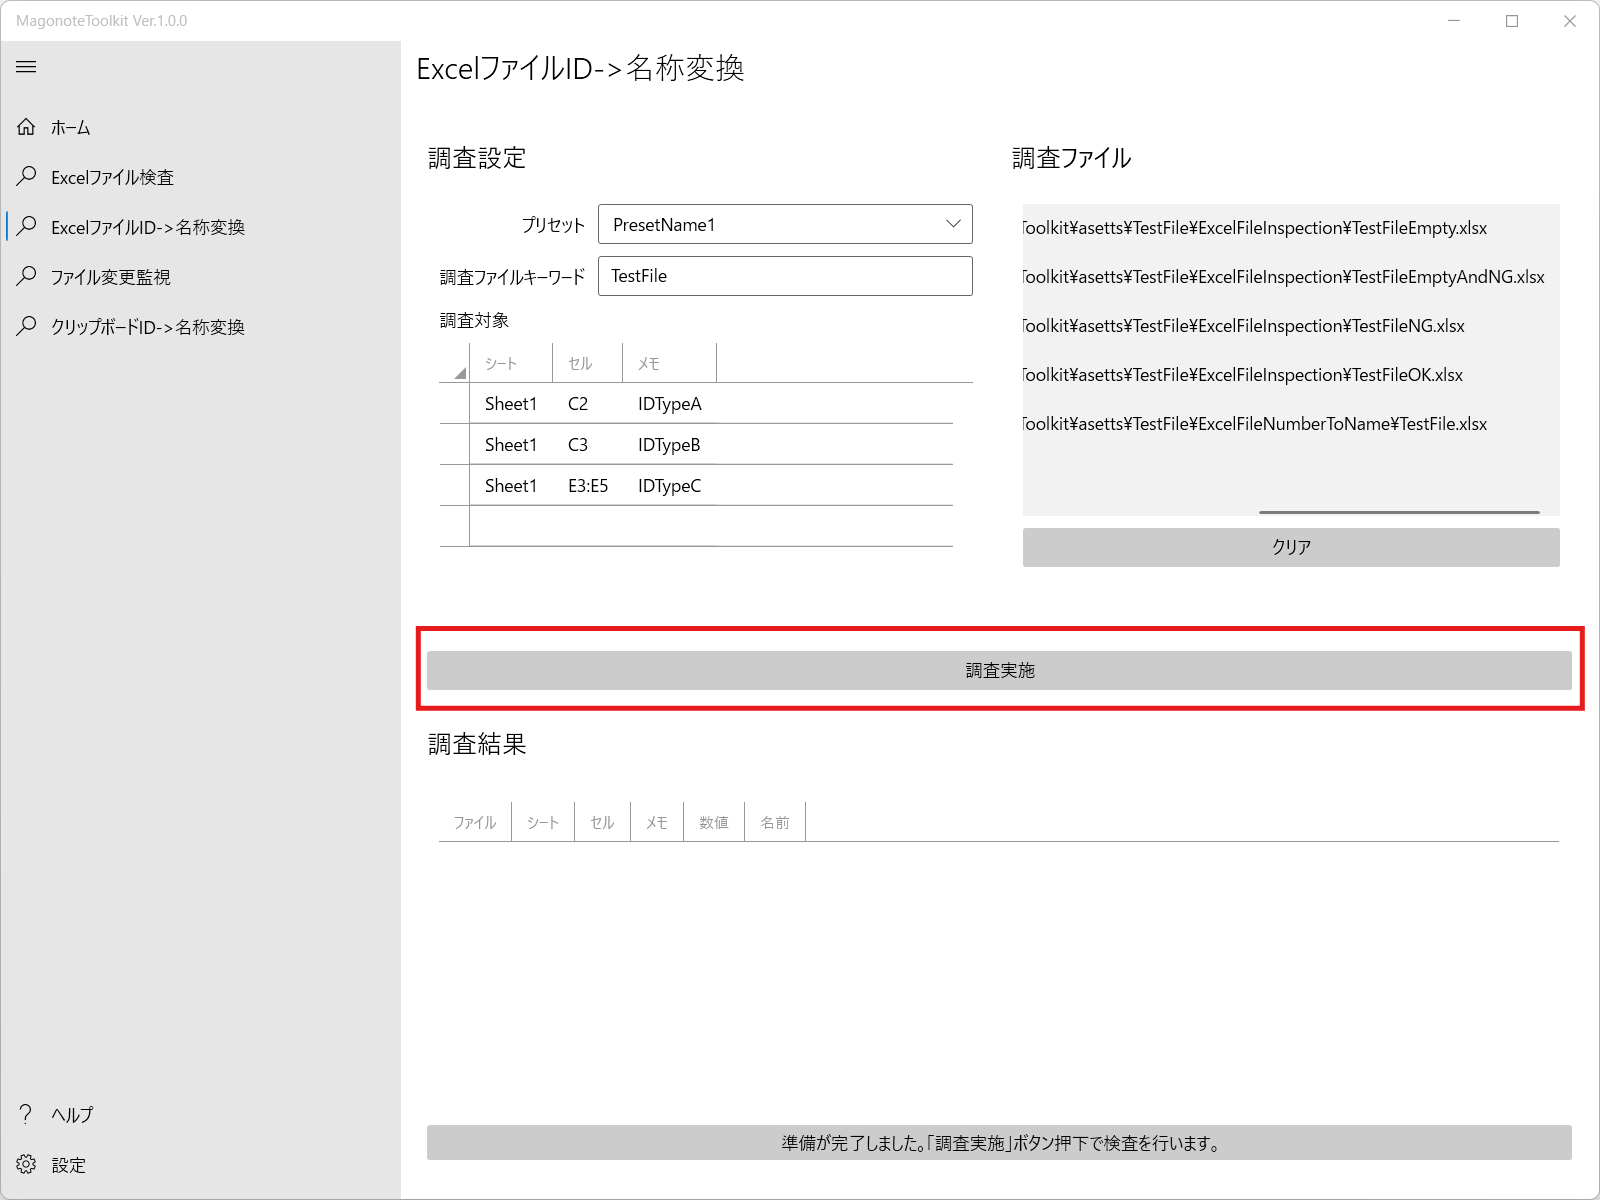 MagonoteToolkit Ver.1.0.0
ホーム
Excelファイル検査
ExcelファイルID->名称変換
ファイル変更監視
クリップボードID->名称変換
ヘルプ
設定
ExcelファイルID->名称変換
調査設定
プリセット PresetName1
調査ファイルキーワード TestFile
調査対象
シート セル メモ
Sheet1 C2 IDTypeA
Sheet1 C3 IDTypeB
Sheet1 E3:E5 IDTypeC
調査ファイル
Toolkit¥asetts¥TestFile¥ExcelFileInspection¥TestFileEmpty.xlsx
Toolkit¥asetts¥TestFile¥ExcelFileInspection¥TestFileEmptyAndNG.xlsx
Toolkit¥asetts¥TestFile¥ExcelFileInspection¥TestFileNG.xlsx
Toolkit¥asetts¥TestFile¥ExcelFileInspection¥TestFileOK.xlsx
Toolkit¥asetts¥TestFile¥ExcelFileNumberToName¥TestFile.xlsx
クリア
調査実施
調査結果
ファイル シート セル メモ 数値 名前
準備が完了しました。「調査実施」ボタン押下で検査を行います。